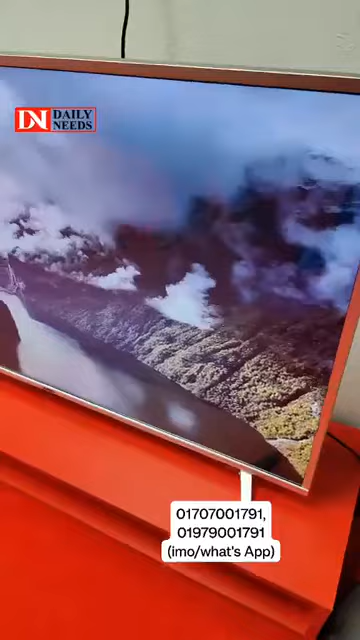 DN DAILY
NEEDS
01707001791,
01979001791
(imo/what's App)